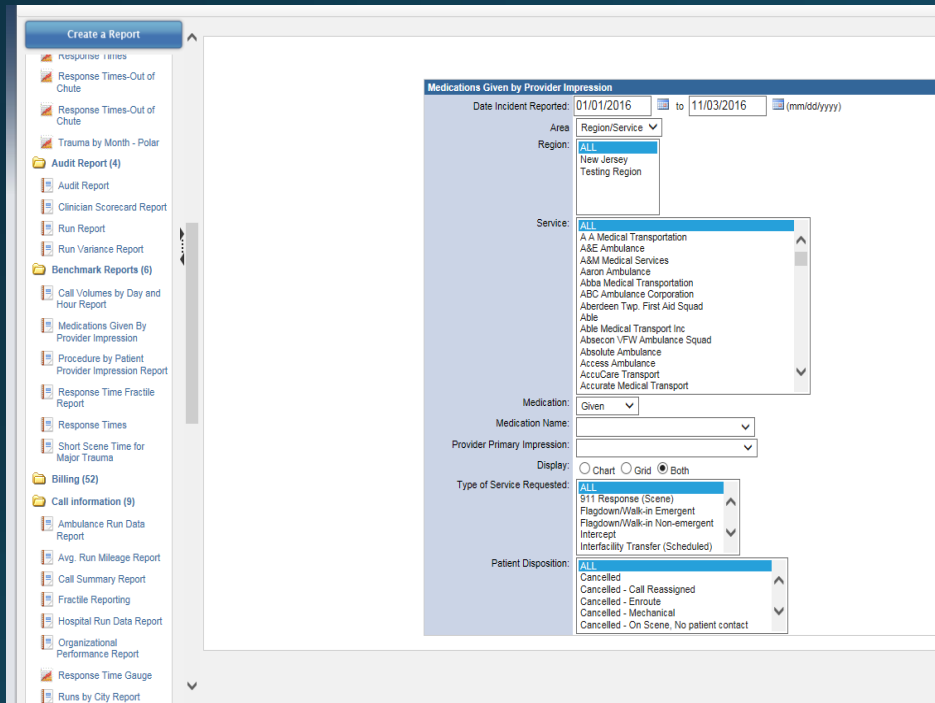 Create a Report
Response Times
Response Times-Out of
Chute
Response Times-Out of
Chute
Trauma by Month - Polar
Audit Report (4)
Audit Report
Clinician Scorecard Report
Run Report
Run Variance Report
Benchmark Reports (6)
Call Volumes by Day and
Hour Report
Medications Given By
Provider Impression
Procedure by Patient
Provider Impression Report
Response Time Fractile
Report
Response Times
Short Scene Time for
Major Trauma
Billing (52)
Call information (9)
Ambulance Run Data
Report
Avg. Run Mileage Report
Call Summary Report
Fractile Reporting
Hospital Run Data Report
Organizational
Performance Report
Response Time Gauge
Runs by City Report
Medications Given by Provider Impression
Date Incident Reported: 01/01/2016 to 11/03/2016 (mm/dd/yyyy)
Area Region/Service
Region: ALL
New Jersey
Testing Region
Service: ALL
A A Medical Transportation
A&E Ambulance
A&M Medical Services
Aaron Ambulance
Abba Medical Transportation
ABC Ambulance Corporation
Aberdeen Twp. First Aid Squad
Able
Able Medical Transport Inc
Absecon VFW Ambulance Squad
Absolute Ambulance
Access Ambulance
AccuCare Transport
Accurate Medical Transport
Medication: Given
Medication Name:
Provider Primary Impression:
Display: Chart Grid Both
Type of Service Requested: ALL
911 Response (Scene)
Flagdown/Walk-in Emergent
Flagdown/Walk-in Non-emergent
Intercept
Interfacility Transfer (Scheduled)
Patient Disposition: ALL
Cancelled
Cancelled - Call Reassigned
Cancelled - Enroute
Cancelled - Mechanical
Cancelled - On Scene, No patient contact